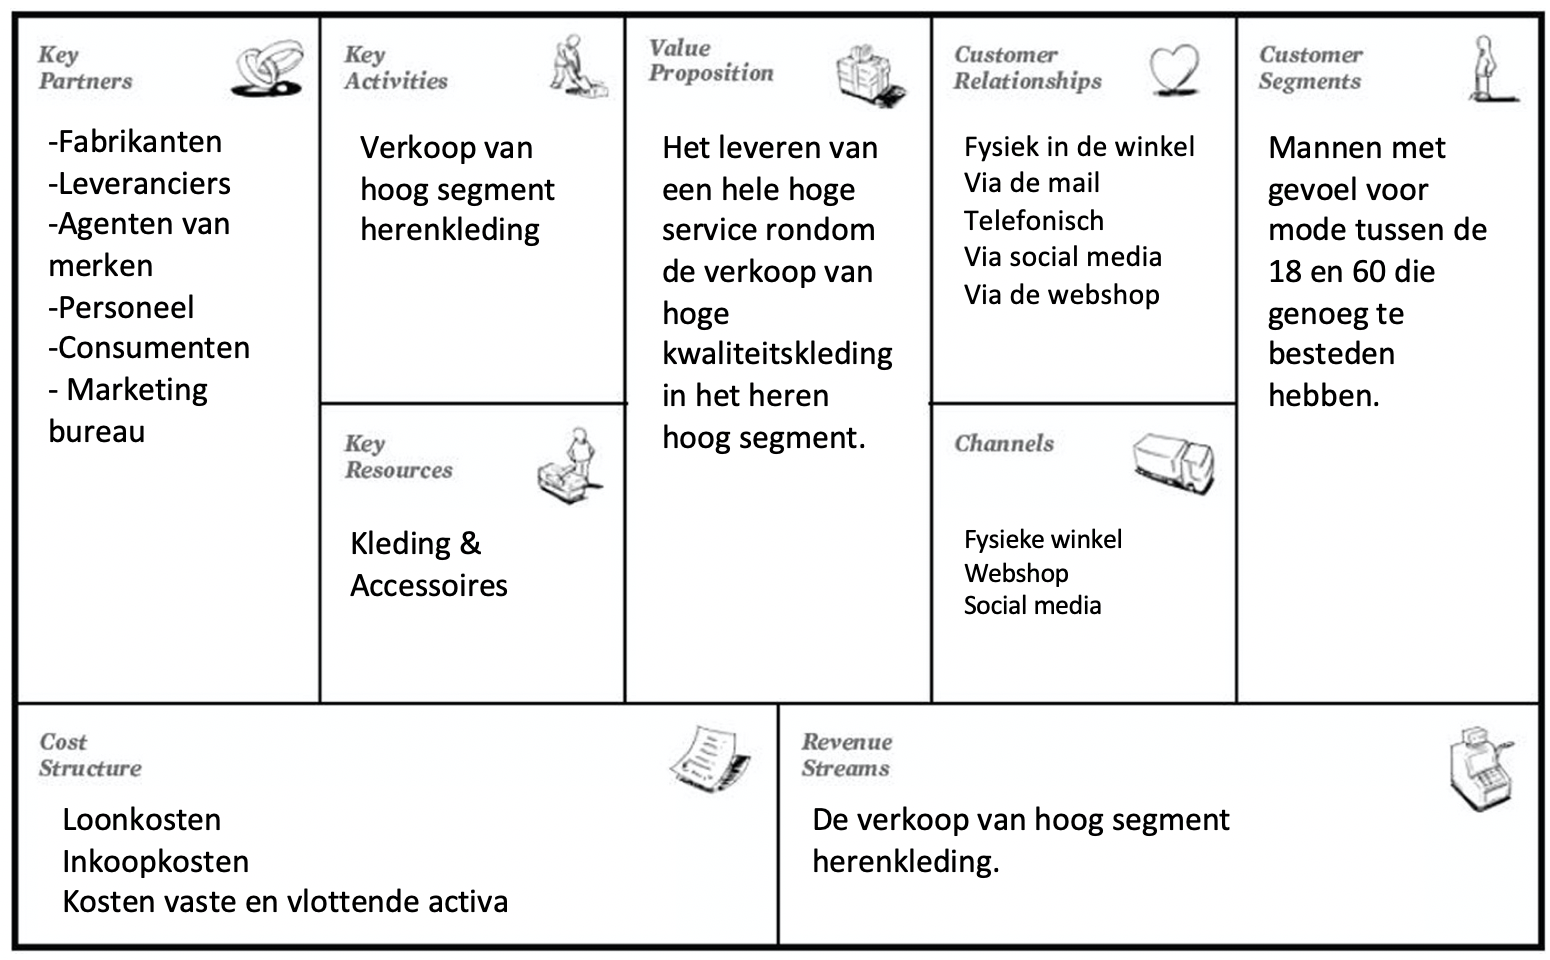 Key
Partners
-Fabrikanten
-Leveranciers
-Agenten van
merken
-Personeel
-Consumenten
- Marketing
bureau
Key
Activities
Verkoop van
hoog segment
herenkleding
Key
Resources
Kleding &
Accessoires
Value
Proposition
Het leveren van
een hele hoge
service rondom
de verkoop van
hoge
kwaliteitskleding
in het heren
hoog segment.
Customer
Relationships
Fysiek in de winkel
Via de mail
Telefonisch
Via social media
Via de webshop
Channels
Fysieke winkel
Webshop
Social media
Customer
Segments
Mannen met
gevoel voor
mode tussen de
18 en 60 die
genoeg te
besteden
hebben.
Cost
Structure
Loonkosten
Inkoopkosten
Kosten vaste en vlottende activa
Revenue
Streams
De verkoop van hoog segment
herenkleding.